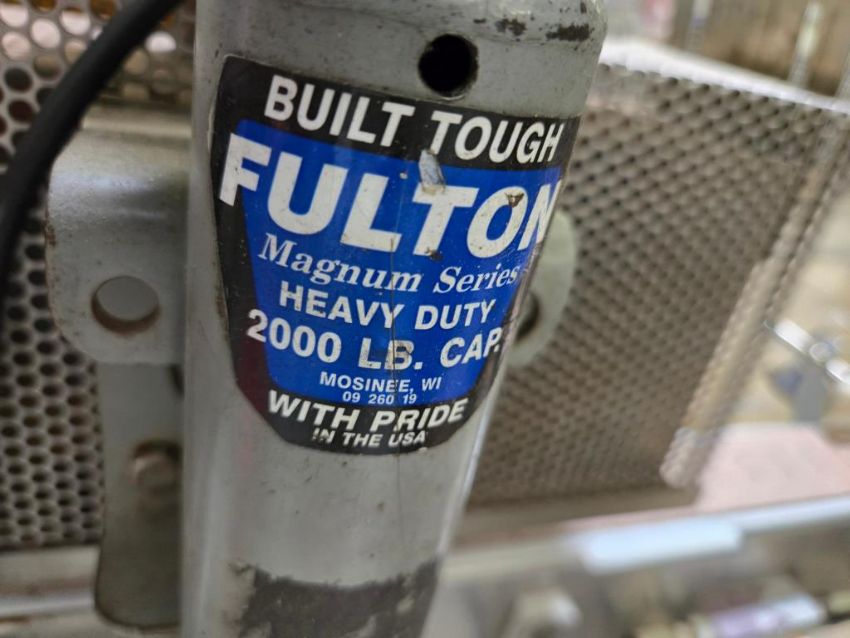 BUILT TOUGH
FULTON
Magnum Series
HEAVY DUTY
2000 LB. CAP.
MOSINEE, WI
09 260 19
WITH PRIDE
IN THE USA